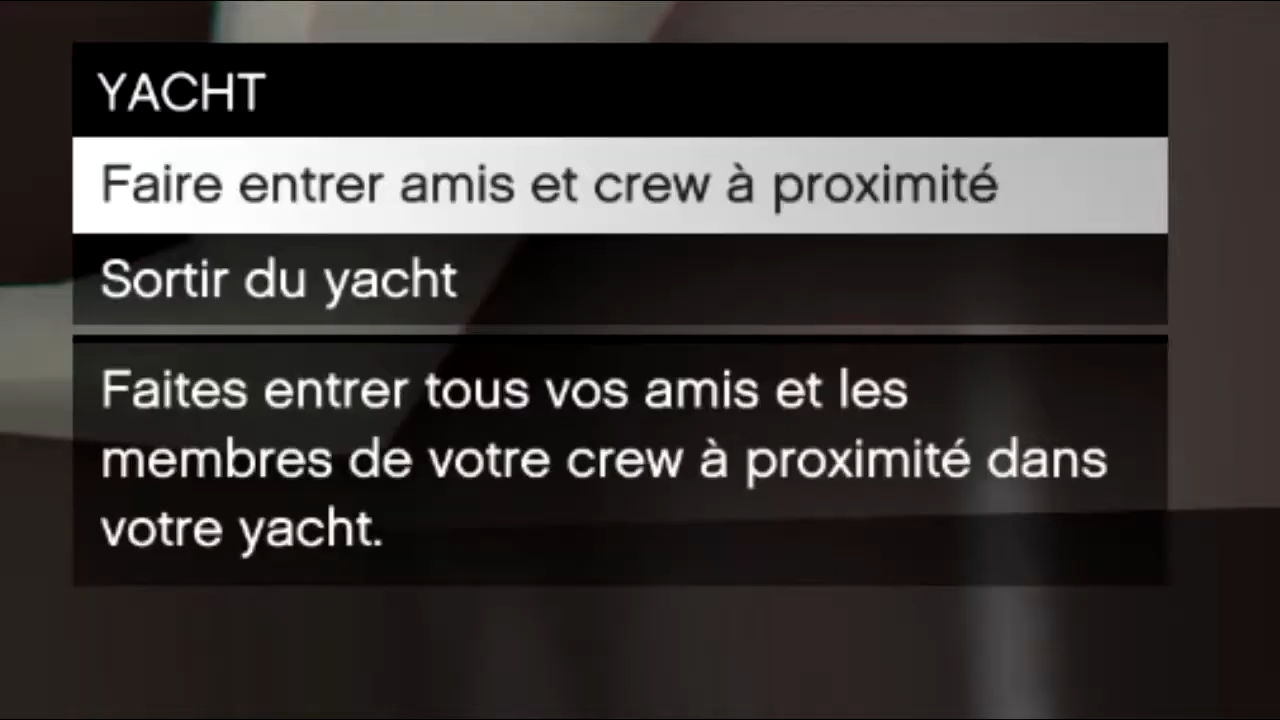 YACHT
Faire entrer amis et crew à proximité
Sortir du yacht
Faites entrer tous vos amis et les
membres de votre crew à proximité dans
votre yacht.